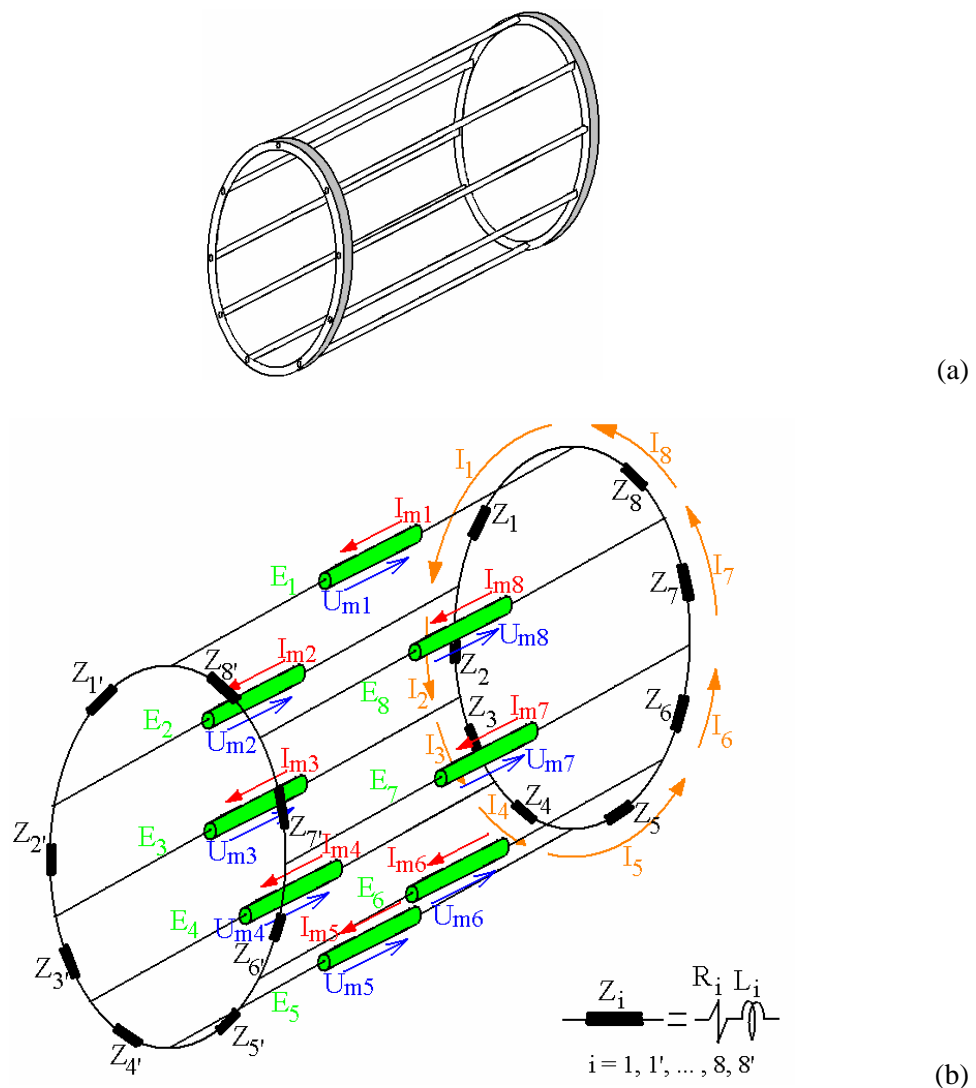 (a)
I1
I8
Z1
Z8
Im1
E1
Um1
Im8
Z7
I7
Z1'
Z8'
Im2
Z2
E2
Um2
Um8
E8
I2
Z3
Im7
Z6
I6
Im3
I3
Um7
E7
Z2'
E3
Um3
Z7'
I4
Z4
Z5
Im4
Im6
I5
E4
Um4
E6
Um6
Z3'
Z6'
Im5
Um5
E5
Z4'
Z5'
Zi = Ri Li
i = 1, 1', ... , 8, 8'
(b)